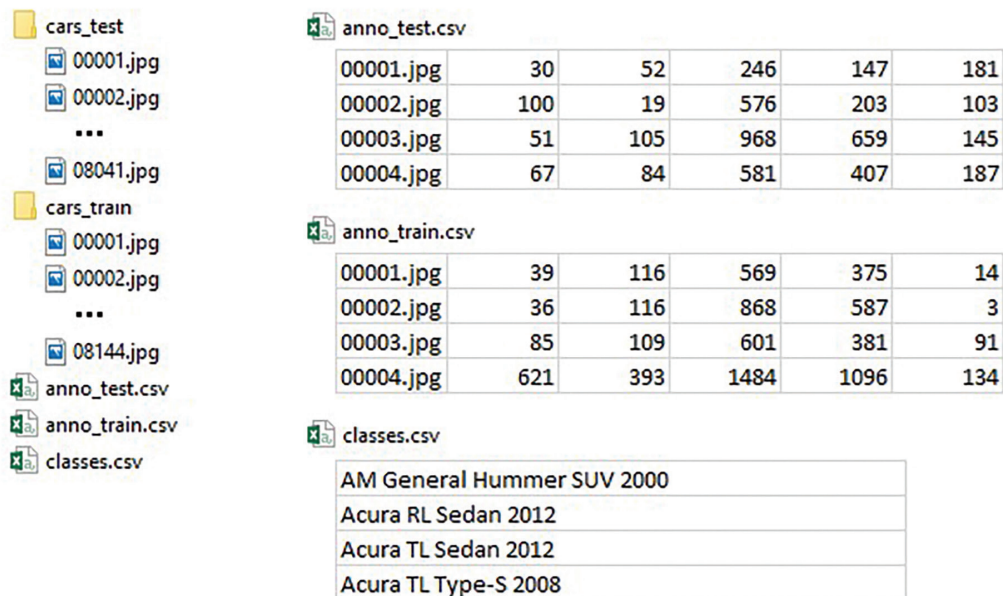 cars_test
00001.jpg
00002.jpg
...
08041.jpg
cars_train
00001.jpg
00002.jpg
...
08144.jpg
anno_test.csv
anno_train.csv
classes.csv
anno_test.csv
00001.jpg 30 52 246 147 181
00002.jpg 100 19 576 203 103
00003.jpg 51 105 968 659 145
00004.jpg 67 84 581 407 187
anno_train.csv
00001.jpg 39 116 569 375 14
00002.jpg 36 116 868 587 3
00003.jpg 85 109 601 381 91
00004.jpg 621 393 1484 1096 134
classes.csv
AM General Hummer SUV 2000
Acura RL Sedan 2012
Acura TL Sedan 2012
Acura TL Type-S 2008